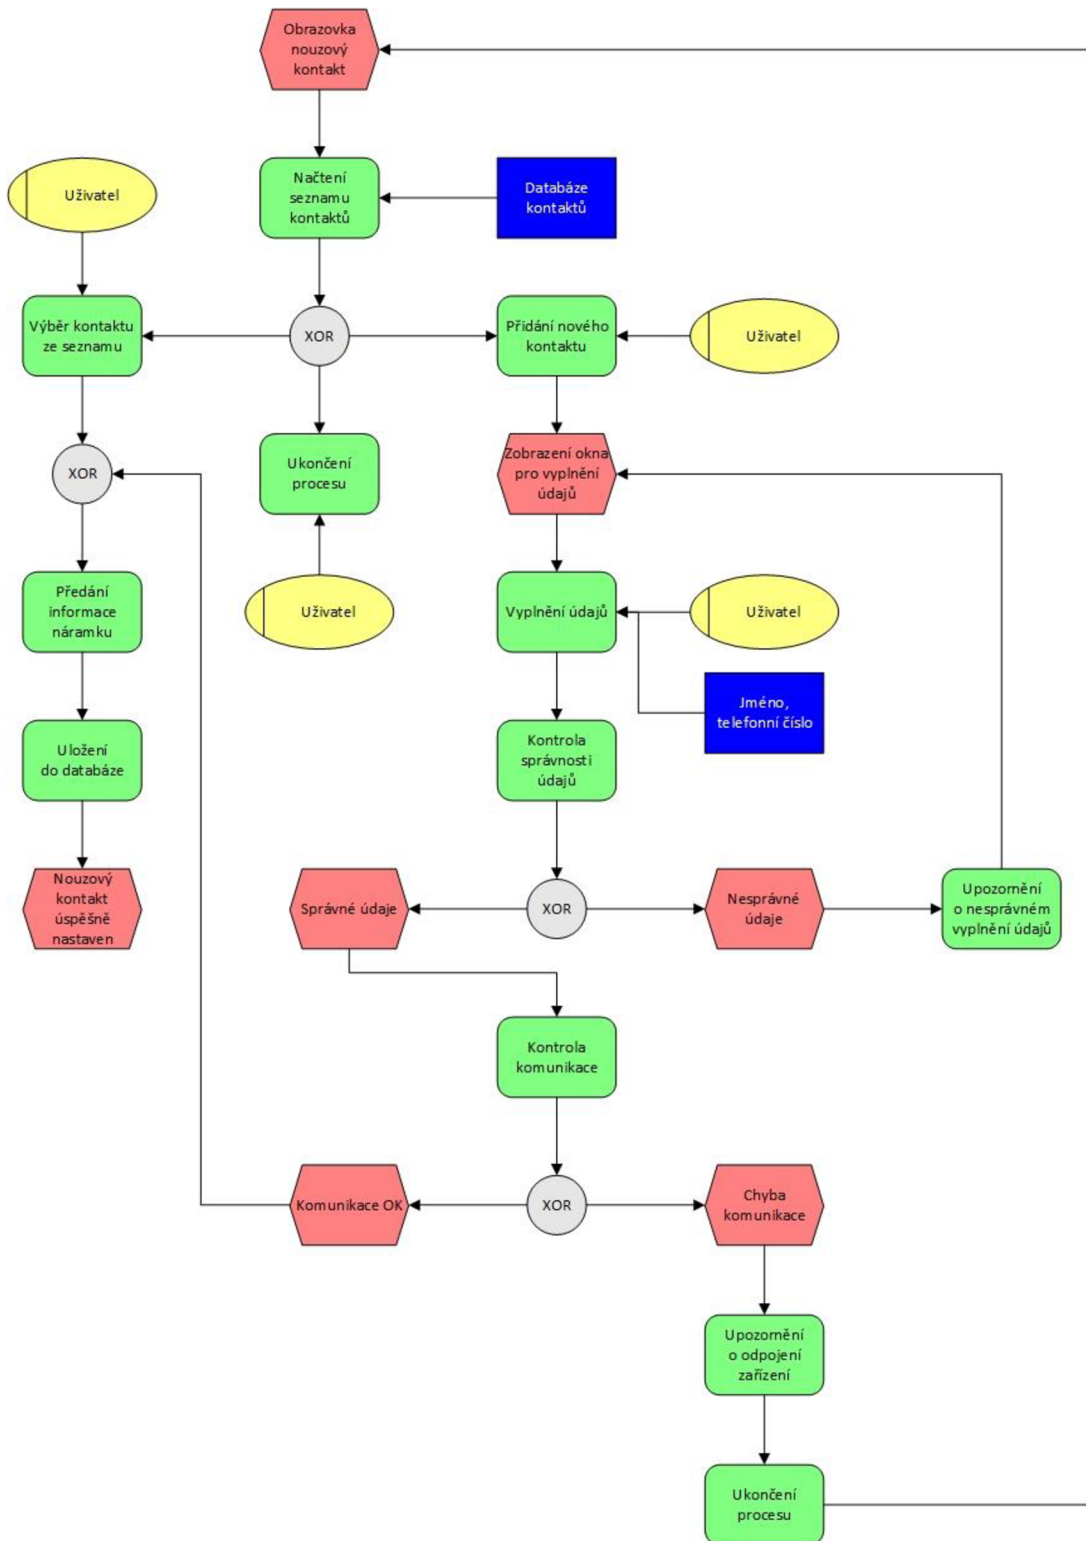 Obrazovka
nouzový
kontakt
Uživatel
Načtení
seznamu
kontaktů
Databáze
kontaktů
Výběr kontaktu
ze seznamu
XOR
Přidání nového
kontaktu
Uživatel
XOR
Ukončení
procesu
Zobrazení okna
pro vyplnění
údajů
Předání
informace
náramku
Uživatel
Vyplnění údajů
Uživatel
Jméno,
telefonní číslo
Uložení
do databáze
Kontrola
správnosti
údajů
Nouzový
kontakt
úspěšně
nastaven
Správné údaje
XOR
Nesprávné
údaje
Upozornění
o nesprávném
vyplnění údajů
Kontrola
komunikace
Komunikace OK
XOR
Chyba
komunikace
Upozornění
o odpojení
zařízení
Ukončení
procesu